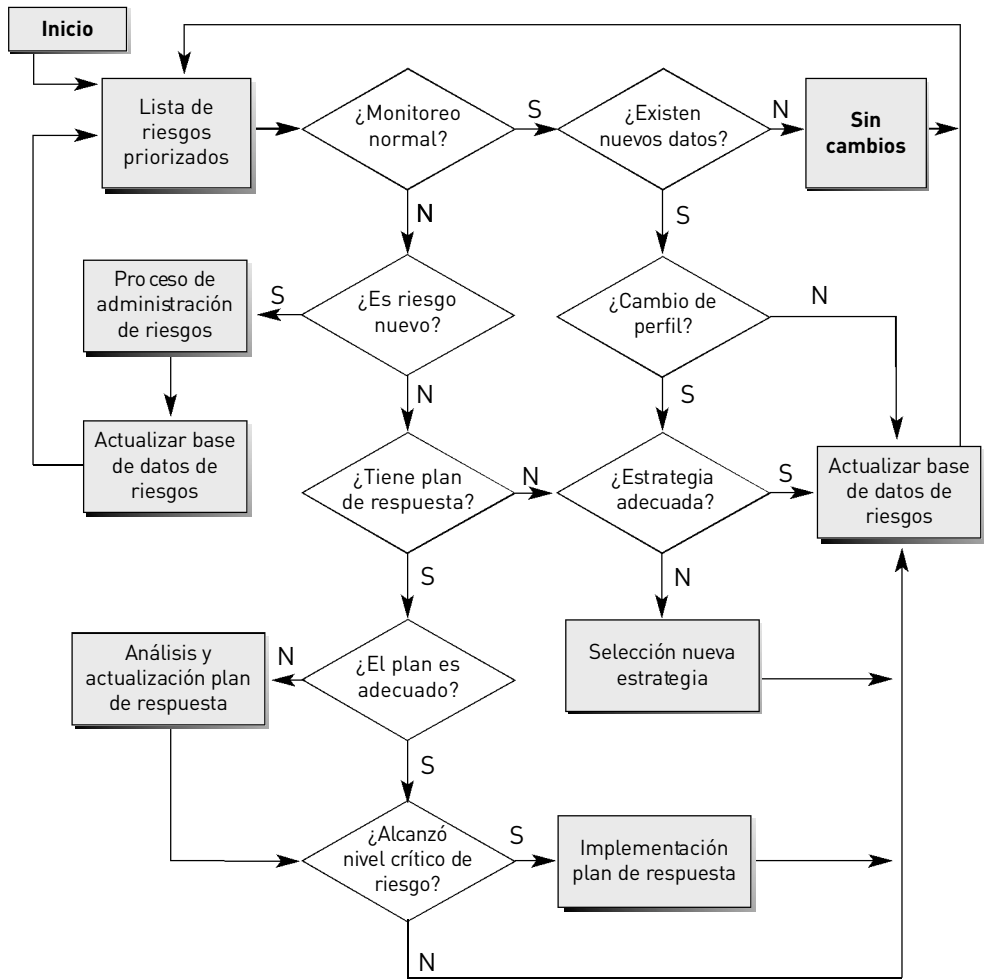 Inicio
Lista de
riesgos
priorizados
¿Monitoreo
normal?
S
¿Existen
nuevos datos?
N
Sin
cambios
N
S
Proceso de
administración
de riesgos
S
¿Es riesgo
nuevo?
¿Cambio de
perfil?
N
N
S
Actualizar base
de datos de
riesgos
¿Tiene plan
de respuesta?
N
¿Estrategia
adecuada?
S
Actualizar base
de datos de
riesgos
S
N
Análisis y
actualización plan
de respuesta
N
¿El plan es
adecuado?
Selección nueva
estrategia
S
¿Alcanzó
nivel crítico de
riesgo?
S
Implementación
plan de respuesta
N